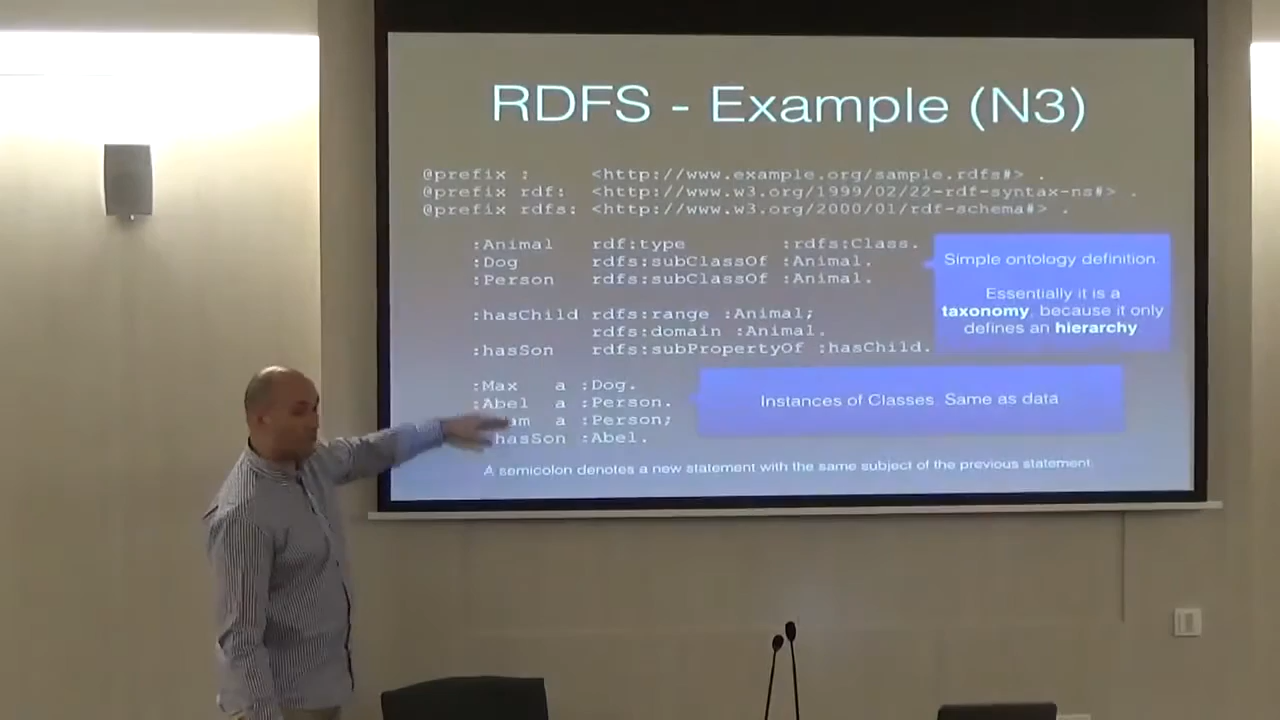 RDFS - Example (N3)
@prefix : <http://www.example.org/sample.rdfs#> .
@prefix rdf: <http://www.w3.org/1999/02/22-rdf-syntax-ns#> .
@prefix rdfs: <http://www.w3.org/2000/01/rdf-schema#> .
:Animal rdf:type :rdfs:Class.
:Dog rdfs:subClassOf :Animal.
:Person rdfs:subClassOf :Animal.
Simple ontology definition.
Essentially it is a
taxonomy, because it only
defines an hierarchy
:hasChild rdfs:range :Animal;
rdfs:domain :Animal.
:hasSon rdfs:subPropertyOf :hasChild.
:Max a :Dog.
:Abel a :Person.
am a :Person;
hasSon :Abel.
Instances of Classes. Same as data
A semicolon denotes a new statement with the same subject of the previous statement.